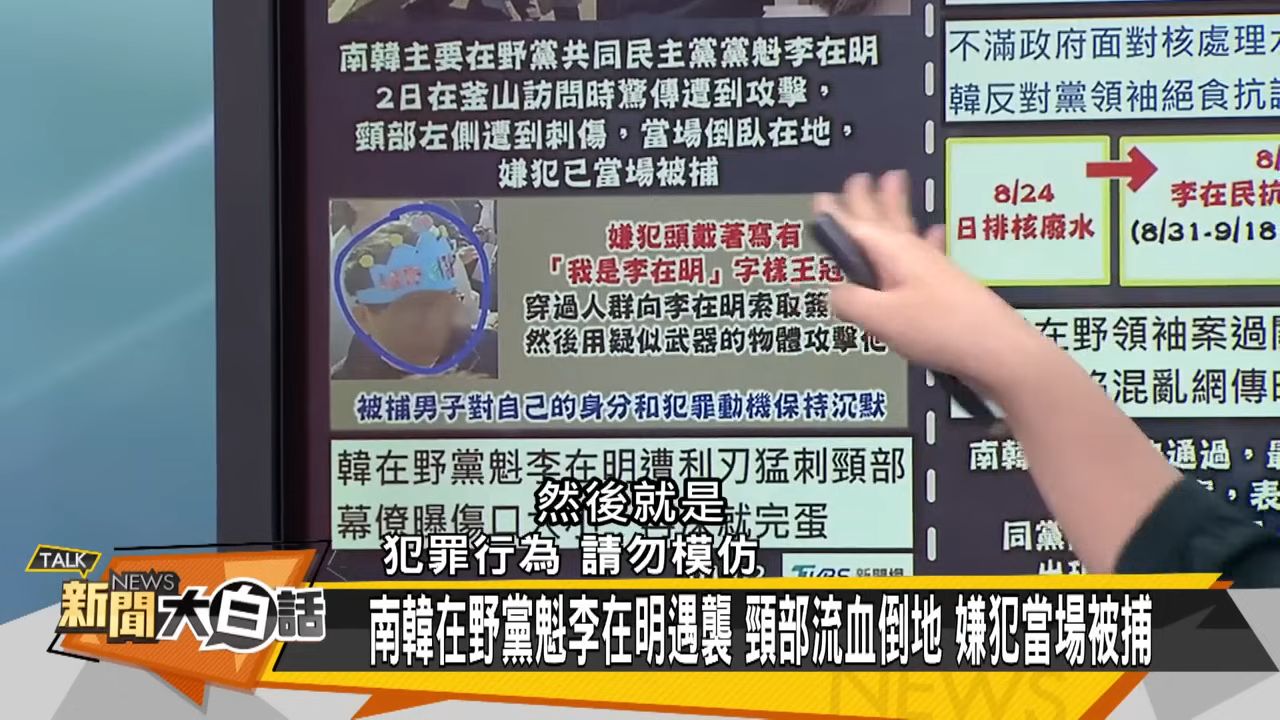 南韓主要在野黨共同民主黨黨魁李在明
2日在釜山訪問時驚傳遭到攻擊，
頸部左側遭到刺傷，當場倒臥在地，
嫌犯已當場被捕
嫌犯頭戴著寫有
「我是李在明」字樣王冠
穿過人群向李在明索取簽
然後用疑似武器的物體攻擊他
被捕男子對自己的身分和犯罪動機保持沉默
韓在野黨魁李在明遭利刃猛刺頸部
幕僚曝傷口
就完蛋
TVBS 新聞網
不滿政府面對核處理水
韓反對黨領袖絕食抗
8/24
日排核廢水
8/
李在民抗
(8/31-9/18
在野領袖案過
混亂網傳
南韓
通過，
，表
同黨
然後就是
犯罪行為 請勿模仿
TALK
NEWS
新聞大白話
南韓在野黨魁李在明遇襲 頸部流血倒地 嫌犯當場被捕
NEWS